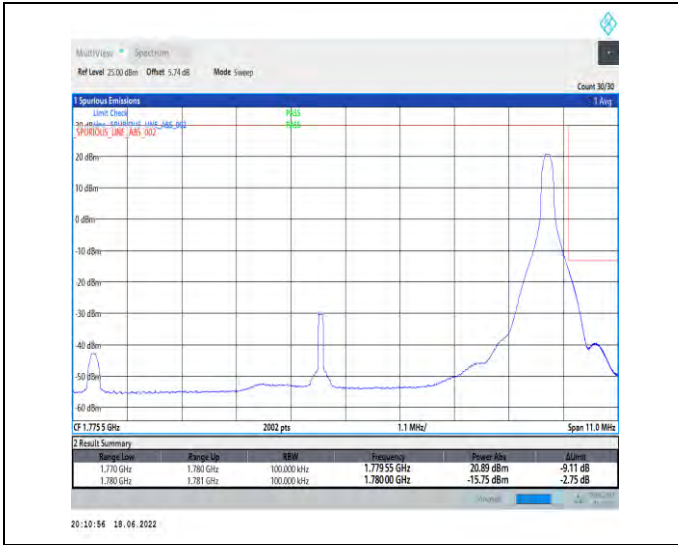 MultiView Spectrum
Ref Level 25.00 dBm Offset 5.74 dB Mode Sweep
Count 30/30
1 Spurious Emissions 1 Avg
Limit Check PASS
SPURIOUS_LINE_ABS_002 PASS
SPURIOUS_LINE_ABS_002
20 dBm
10 dBm
0 dBm
-10 dBm
-20 dBm
-30 dBm
-40 dBm
-50 dBm
-60 dBm
CF 1.775 5 GHz 2002 pts 1.1 MHz/ Span 11.0 MHz
2 Result Summary
Range Low Range Up RBW Frequency Power Abs ΔLimit
1.770 GHz 1.780 GHz 100.000 kHz 1.779 55 GHz 20.89 dBm -9.11 dB
1.780 GHz 1.781 GHz 100.000 kHz 1.780 00 GHz -15.75 dBm -2.75 dB
20:10:56 18.06.2022